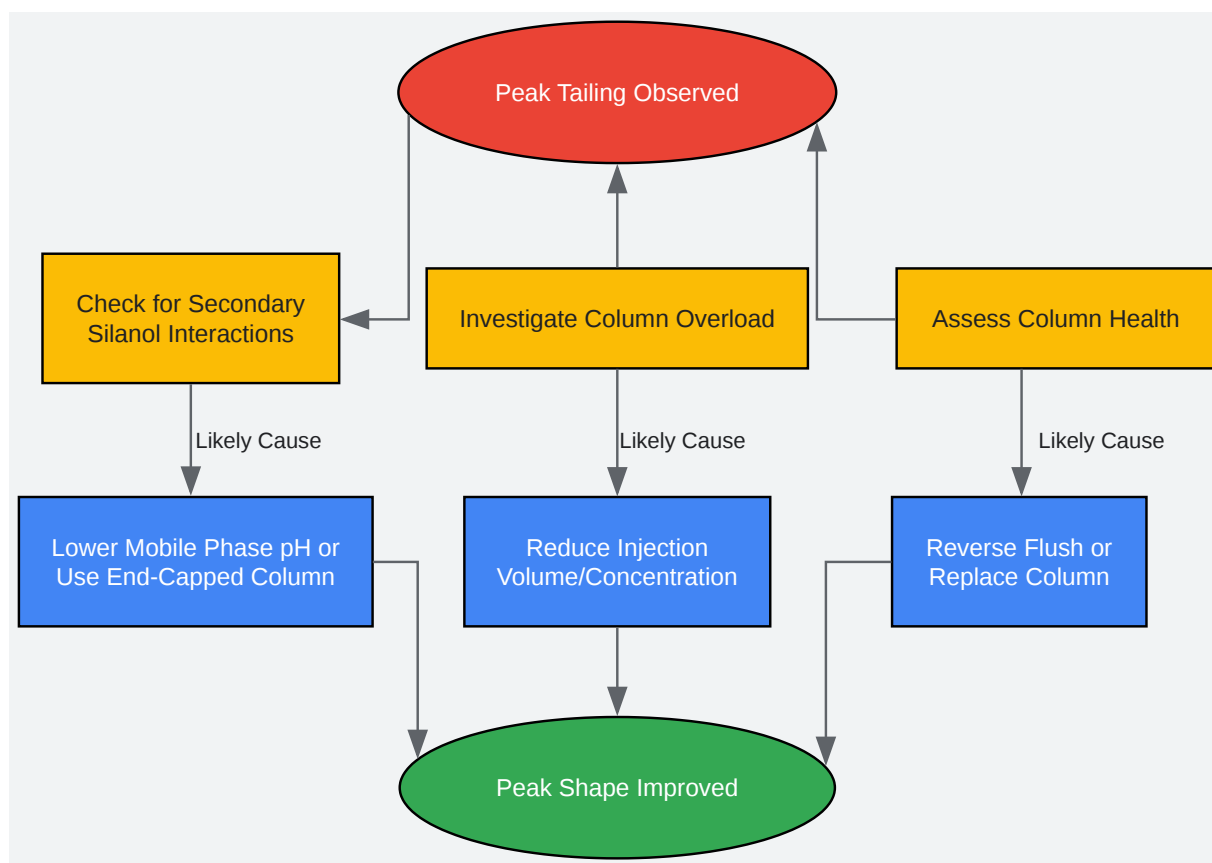 Peak Tailing Observed
Check for Secondary
Silanol Interactions
Investigate Column Overload
Assess Column Health
Likely Cause
Likely Cause
Likely Cause
Lower Mobile Phase pH or
Use End-Capped Column
Reduce Injection
Volume/Concentration
Reverse Flush or
Replace Column
Peak Shape Improved